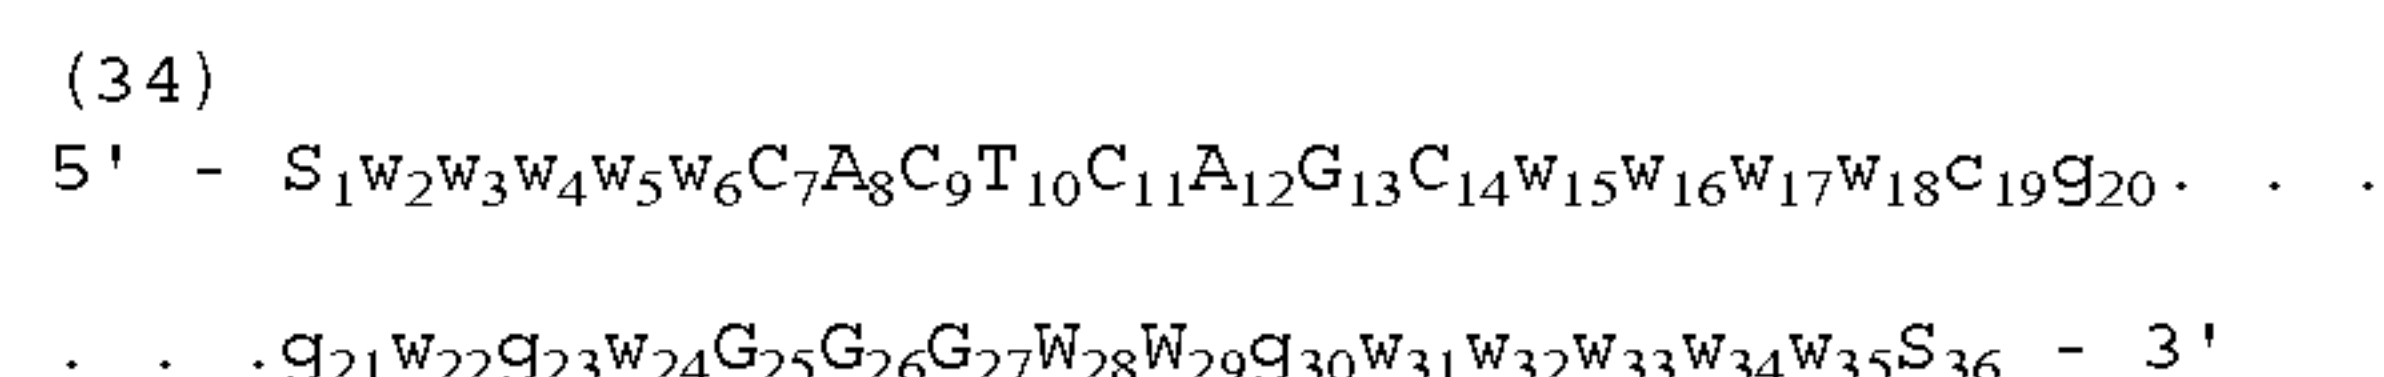 (34)
5' - S₁w₂w₃w₄w₅w₆C₇A₈C₉T₁₀C₁₁A₁₂G₁₃C₁₄w₁₅w₁₆w₁₇w₁₈c₁₉g₂₀. . .
. . .g₂₁w₂₂g₂₃w₂₄G₂₅G₂₆G₂₇W₂₈W₂₉g₃₀w₃₁w₃₂w₃₃w₃₄w₃₅S₃₆ - 3'